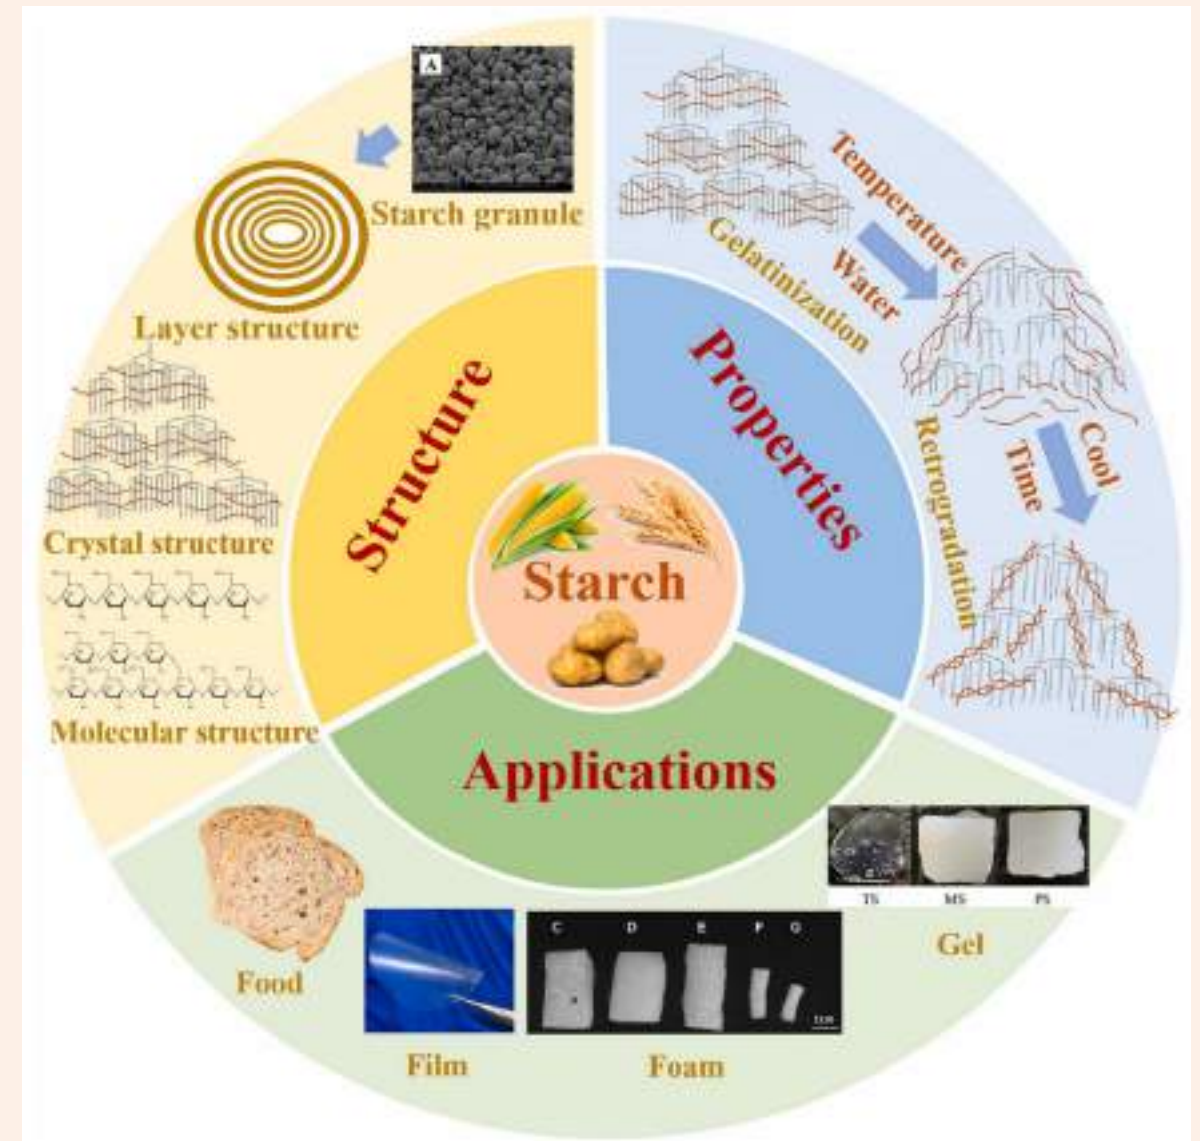 A
Starch granule
Layer structure
Crystal structure
Molecular structure
Structure
Temperature
Water
Gelatinization
Cool
Time
Retrogradation
Properties
Starch
Applications
Food
Film
C D E F G
1cm
Foam
TS MS PS
Gel